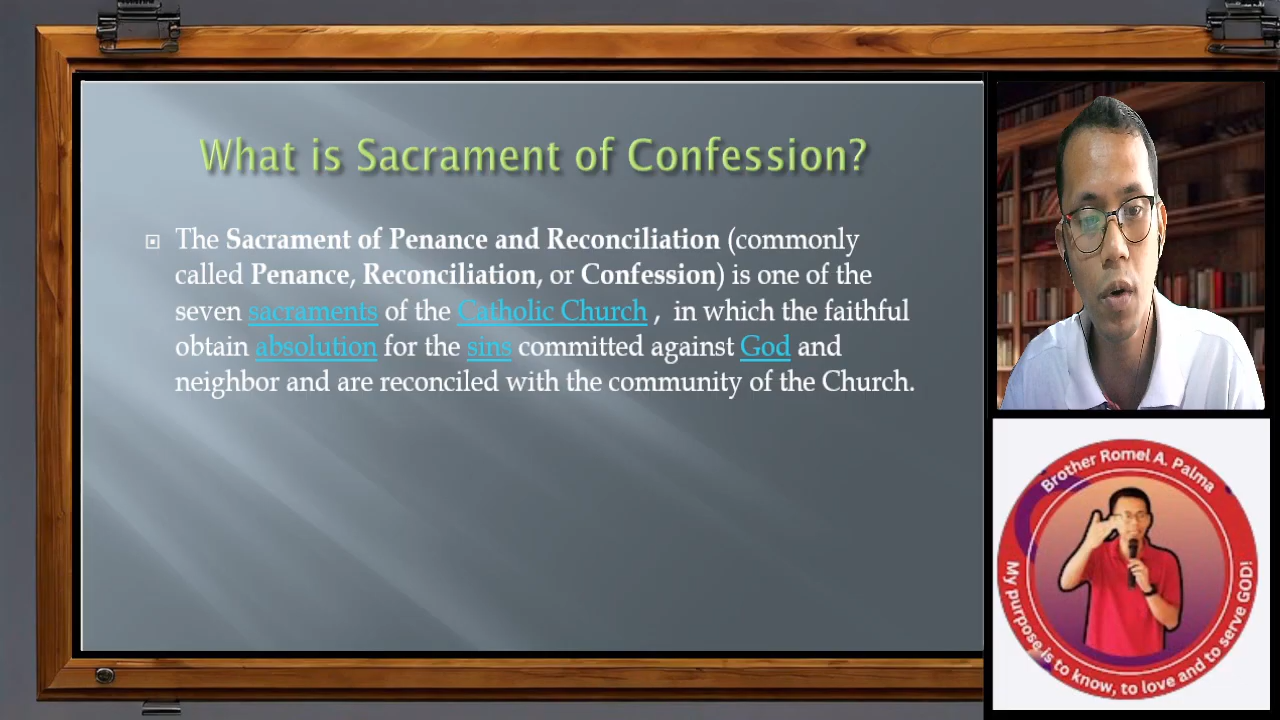 What is Sacrament of Confession?
The Sacrament of Penance and Reconciliation (commonly
called Penance, Reconciliation, or Confession) is one of the
seven sacraments of the Catholic Church , in which the faithful
obtain absolution for the sins committed against God and
neighbor and are reconciled with the community of the Church.
Brother Romel A. Palma
My purpose is to know, to love and to serve GOD!